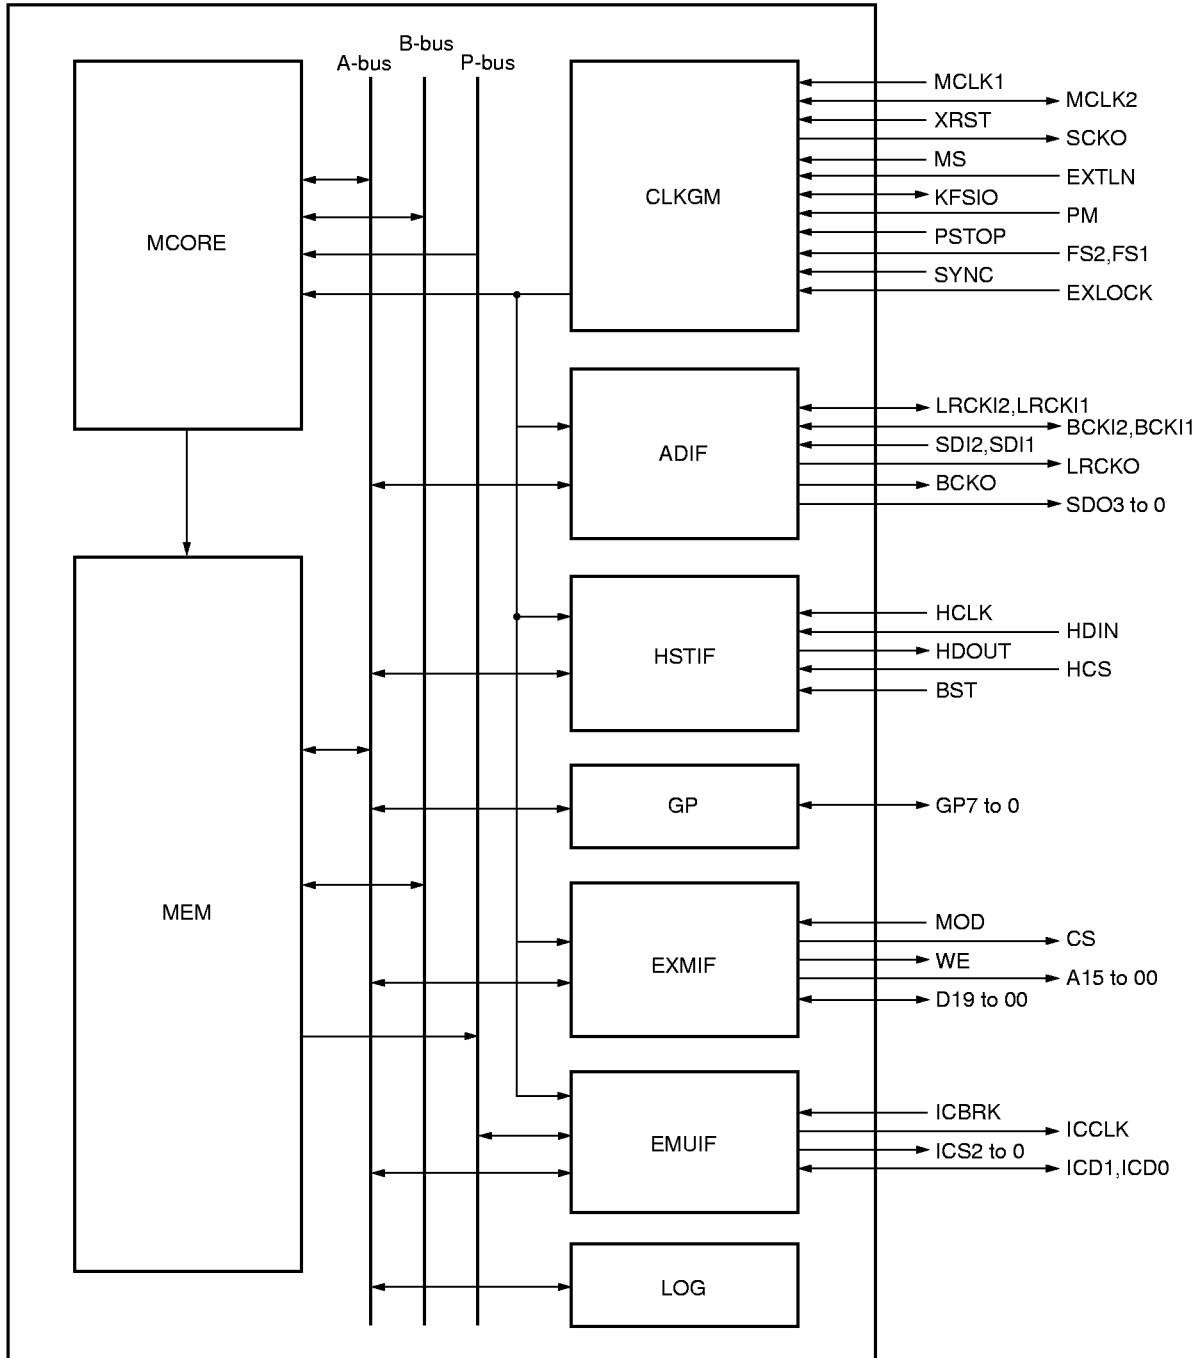 B-bus
A-bus
P-bus
MCORE
CLKGM
MCLK1
MCLK2
XRST
SCKO
MS
EXTLN
KFSIO
PM
PSTOP
FS2,FS1
SYNC
EXLOCK
ADIF
LRCKI2,LRCKI1
BCKI2,BCKI1
SDI2,SDI1
LRCKO
BCKO
SDO3 to 0
HSTIF
HCLK
HDIN
HDOUT
HCS
BST
GP
GP7 to 0
MEM
EXMIF
MOD
CS
WE
A15 to 00
D19 to 00
EMUIF
ICBRK
ICCLK
ICS2 to 0
ICD1,ICD0
LOG